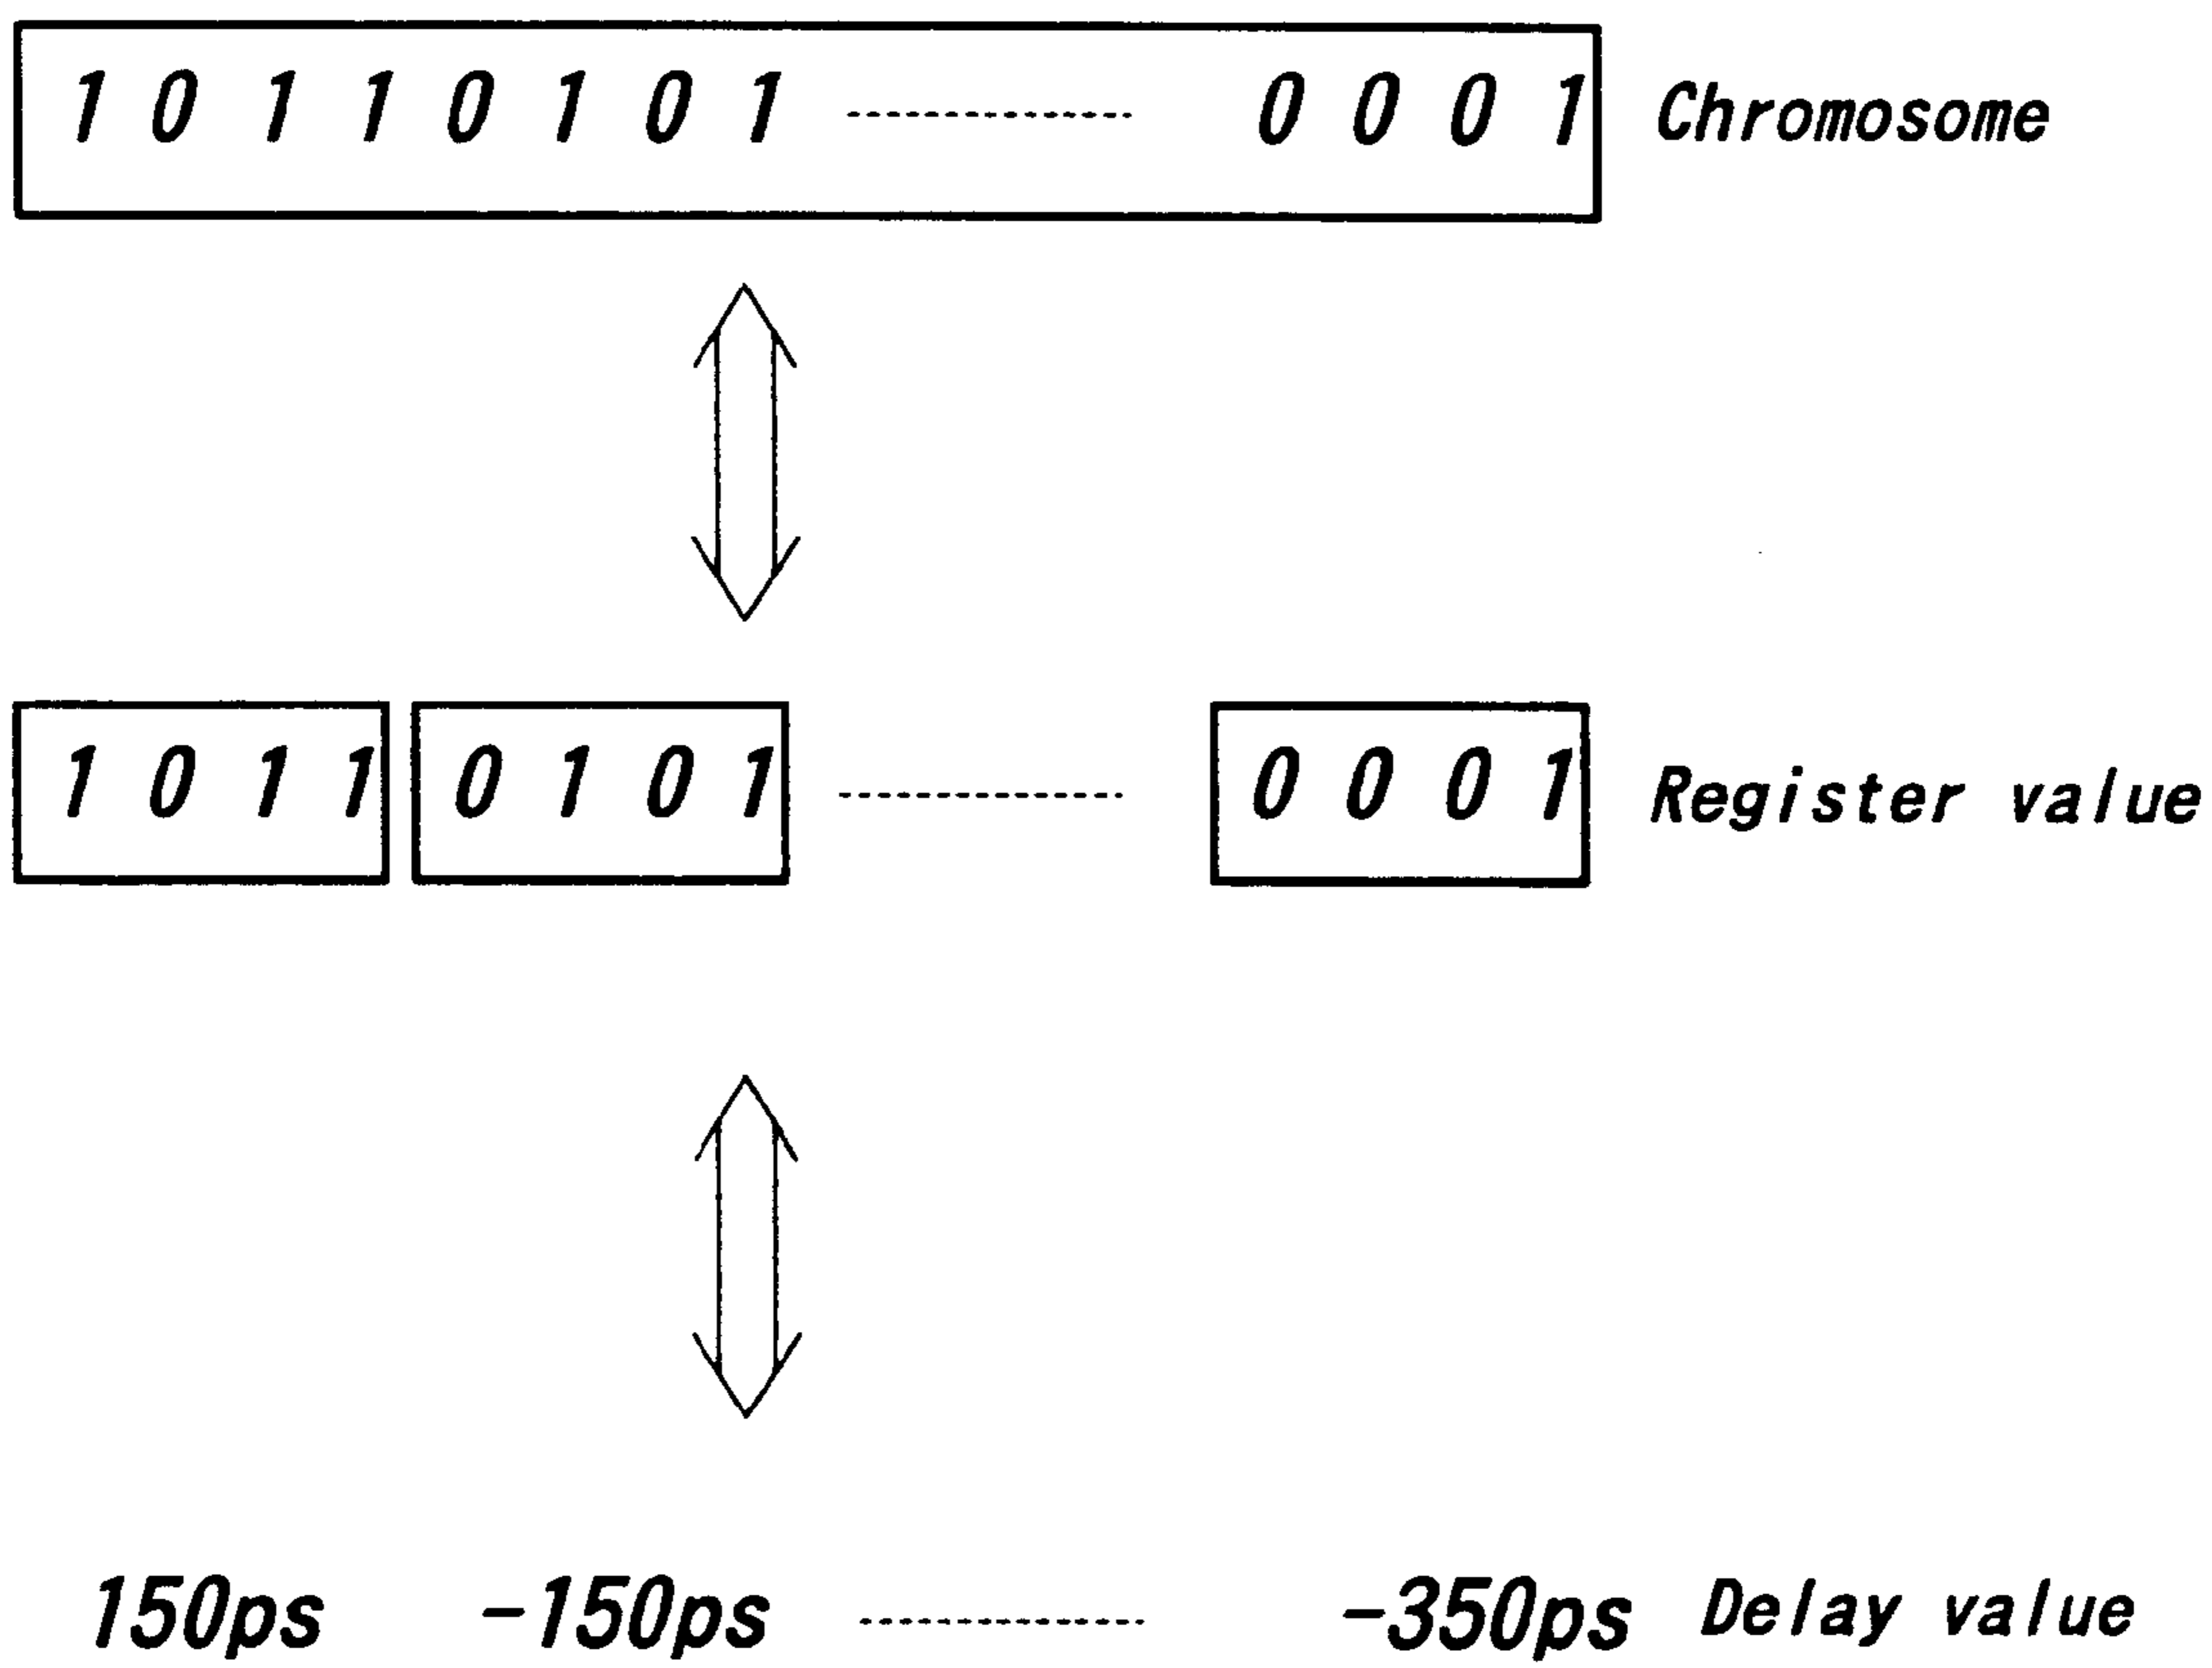 1 0 1 1 0 1 0 1 ---------- 0 0 0 1 Chromosome
1 0 1 1 0 1 0 1 ---------- 0 0 0 1 Register value
150ps -150ps ---------- -350ps Delay value